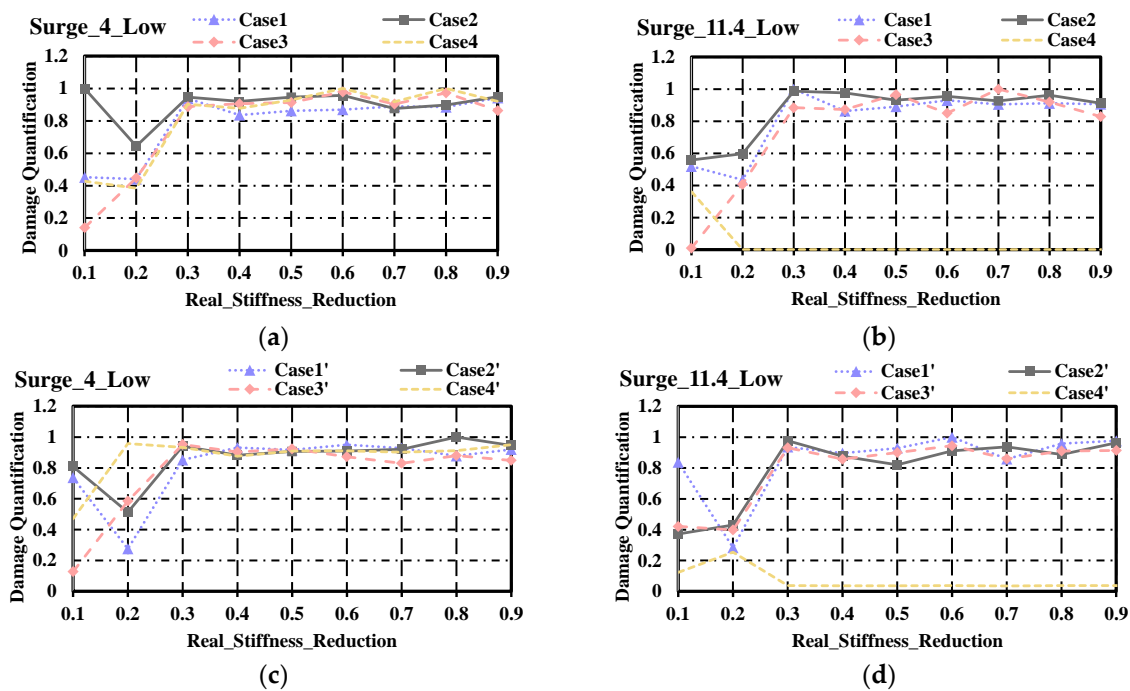 Surge_4_Low
Case1 Case2
Case3 Case4
Damage Quantification
1.2
1
0.8
0.6
0.4
0.2
0
0.1 0.2 0.3 0.4 0.5 0.6 0.7 0.8 0.9
Real_Stiffness_Reduction
(a)
Surge_11.4_Low
Case1 Case2
Case3 Case4
Damage Quantification
1.2
1
0.8
0.6
0.4
0.2
0
0.1 0.2 0.3 0.4 0.5 0.6 0.7 0.8 0.9
Real_Stiffness_Reduction
(b)
Surge_4_Low
Case1' Case2'
Case3' Case4'
Damage Quantification
1.2
1
0.8
0.6
0.4
0.2
0
0.1 0.2 0.3 0.4 0.5 0.6 0.7 0.8 0.9
Real_Stiffness_Reduction
(c)
Surge_11.4_Low
Case1' Case2'
Case3' Case4'
Damage Quantification
1.2
1
0.8
0.6
0.4
0.2
0
0.1 0.2 0.3 0.4 0.5 0.6 0.7 0.8 0.9
Real_Stiffness_Reduction
(d)